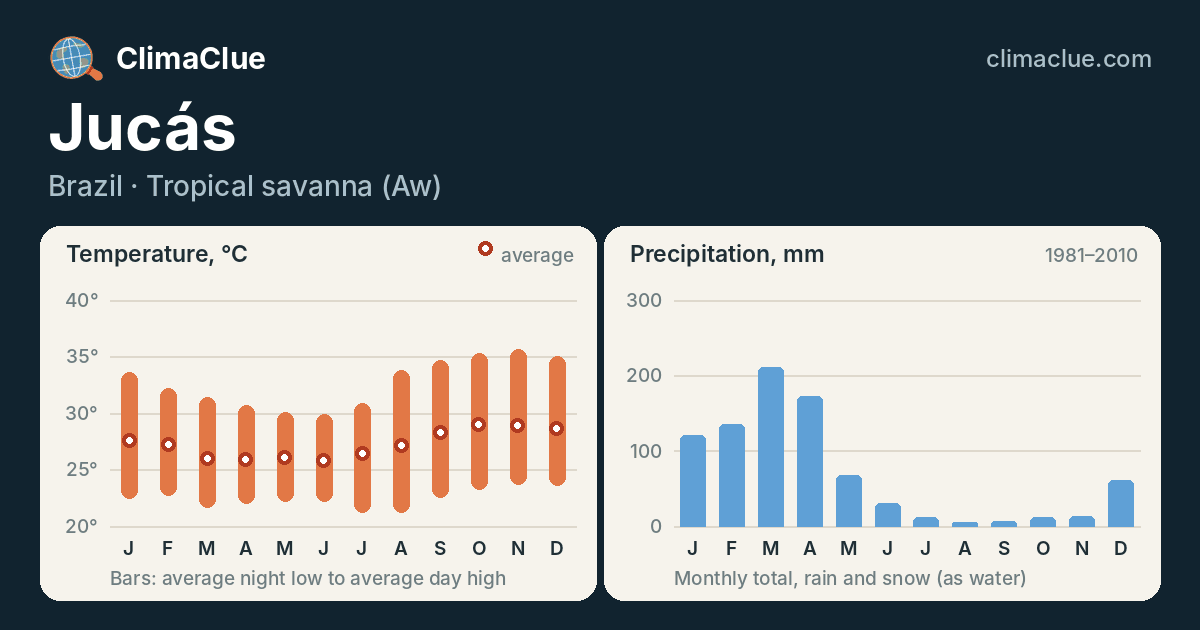 ClimaClue
climaclue.com
Jucás
Brazil · Tropical savanna (Aw)
Temperature, °C
average
40°
35°
30°
25°
20°
J F M A M J J A S O N D
Bars: average night low to average day high
Precipitation, mm
1981–2010
300
200
100
0
J F M A M J J A S O N D
Monthly total, rain and snow (as water)